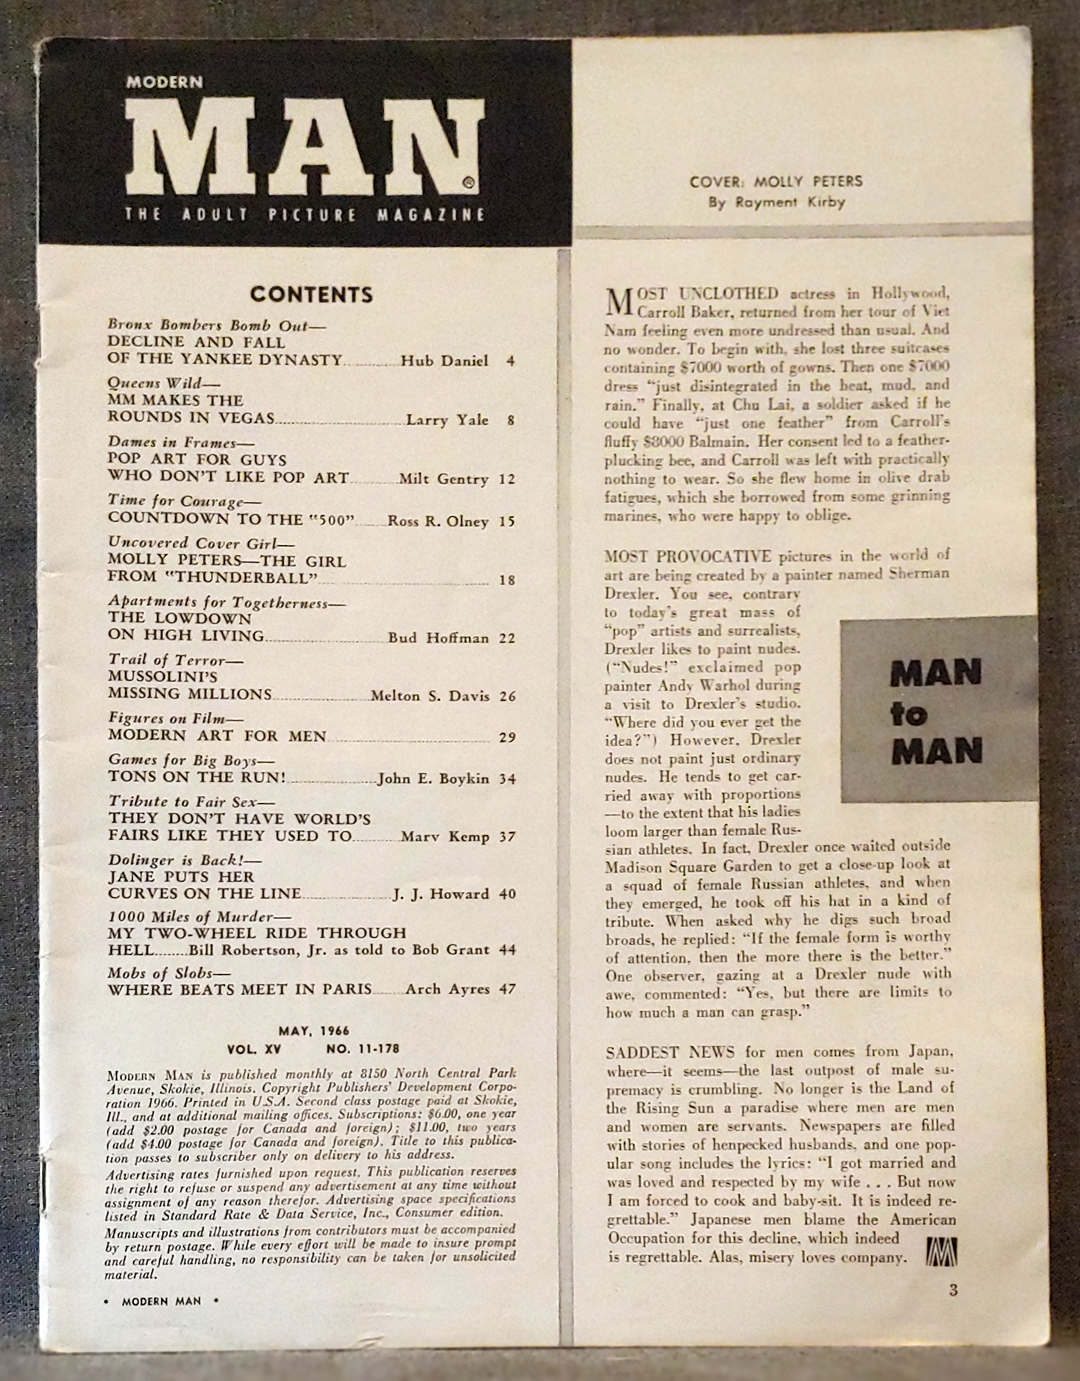 MODERN
MAN®
THE ADULT PICTURE MAGAZINE
COVER: MOLLY PETERS
By Rayment Kirby
CONTENTS
Bronx Bombers Bomb Out—
DECLINE AND FALL
OF THE YANKEE DYNASTY..........Hub Daniel 4
Queens Wild—
MM MAKES THE
ROUNDS IN VEGAS..........Larry Yale 8
Dames in Frames—
POP ART FOR GUYS
WHO DON'T LIKE POP ART..........Milt Gentry 12
Time for Courage—
COUNTDOWN TO THE "500"..........Ross R. Olney 15
Uncovered Cover Girl—
MOLLY PETERS—THE GIRL
FROM "THUNDERBALL"..........18
Apartments for Togetherness—
THE LOWDOWN
ON HIGH LIVING..........Bud Hoffman 22
Trail of Terror—
MUSSOLINI'S
MISSING MILLIONS..........Melton S. Davis 26
Figures on Film—
MODERN ART FOR MEN..........29
Games for Big Boys—
TONS ON THE RUN!..........John E. Boykin 34
Tribute to Fair Sex—
THEY DON'T HAVE WORLD'S
FAIRS LIKE THEY USED TO..........Marv Kemp 37
Dolinger is Back!—
JANE PUTS HER
CURVES ON THE LINE..........J. J. Howard 40
1000 Miles of Murder—
MY TWO-WHEEL RIDE THROUGH
HELL........Bill Robertson, Jr. as told to Bob Grant 44
Mobs of Slobs—
WHERE BEATS MEET IN PARIS..........Arch Ayres 47
MAY, 1966
VOL. XV NO. 11-178
MODERN MAN is published monthly at 8150 North Central Park
Avenue, Skokie, Illinois. Copyright Publishers' Development Corpo-
ration 1966. Printed in U.S.A. Second class postage paid at Skokie,
Ill., and at additional mailing offices. Subscriptions: $6.00, one year
(add $2.00 postage for Canada and foreign); $11.00, two years
(add $4.00 postage for Canada and foreign). Title to this publica-
tion passes to subscriber only on delivery to his address.
Advertising rates furnished upon request. This publication reserves
the right to refuse or suspend any advertisement at any time without
assignment of any reason therefor. Advertising space specifications
listed in Standard Rate & Data Service, Inc., Consumer edition.
Manuscripts and illustrations from contributors must be accompanied
by return postage. While every effort will be made to insure prompt
and careful handling, no responsibility can be taken for unsolicited
material.
• MODERN MAN •
MOST UNCLOTHED actress in Hollywood,
Carroll Baker, returned from her tour of Viet
Nam feeling even more undressed than usual. And
no wonder. To begin with, she lost three suitcases
containing $7000 worth of gowns. Then one $7000
dress "just disintegrated in the heat, mud, and
rain." Finally, at Chu Lai, a soldier asked if he
could have "just one feather" from Carroll's
fluffy $8000 Balmain. Her consent led to a feather-
plucking bee, and Carroll was left with practically
nothing to wear. So she flew home in olive drab
fatigues, which she borrowed from some grinning
marines, who were happy to oblige.
MOST PROVOCATIVE pictures in the world of
art are being created by a painter named Sherman
Drexler. You see, contrary
to today's great mass of
"pop" artists and surrealists,
Drexler likes to paint nudes.
("Nudes!" exclaimed pop
painter Andy Warhol during
a visit to Drexler's studio.
"Where did you ever get the
idea?") However, Drexler
does not paint just ordinary
nudes. He tends to get car-
ried away with proportions
—to the extent that his ladies
loom larger than female Rus-
sian athletes. In fact, Drexler once waited outside
Madison Square Garden to get a close-up look at
a squad of female Russian athletes, and when
they emerged, he took off his hat in a kind of
tribute. When asked why he digs such broad
broads, he replied: "If the female form is worthy
of attention, then the more there is the better."
One observer, gazing at a Drexler nude with
awe, commented: "Yes, but there are limits to
how much a man can grasp."
MAN
to
MAN
SADDEST NEWS for men comes from Japan,
where—it seems—the last outpost of male su-
premacy is crumbling. No longer is the Land of
the Rising Sun a paradise where men are men
and women are servants. Newspapers are filled
with stories of henpecked husbands, and one pop-
ular song includes the lyrics: "I got married and
was loved and respected by my wife . . . But now
I am forced to cook and baby-sit. It is indeed re-
grettable." Japanese men blame the American
Occupation for this decline, which indeed
is regrettable. Alas, misery loves company. M
3